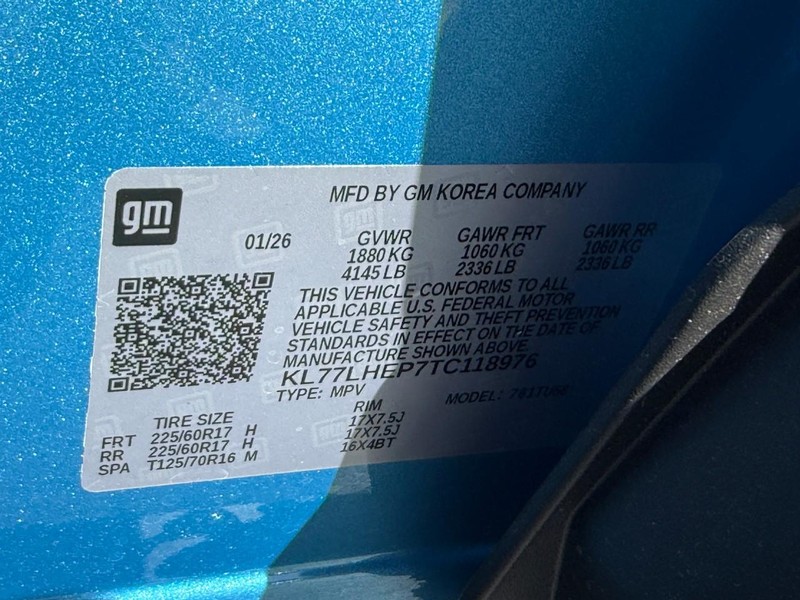 gm
MFD BY GM KOREA COMPANY
01/26
GVWR GAWR FRT GAWR RR
1880 KG 1060 KG 1060 KG
4145 LB 2336 LB 2336 LB
THIS VEHICLE CONFORMS TO ALL
APPLICABLE U.S. FEDERAL MOTOR
VEHICLE SAFETY AND THEFT PREVENTION
STANDARDS IN EFFECT ON THE DATE OF
MANUFACTURE SHOWN ABOVE.
KL77LHEP7TC118976
TYPE: MPV MODEL:
TIRE SIZE RIM
FRT 225/60R17 H 17X7.5J
RR 225/60R17 H 17X7.5J
SPA T125/70R16 M 16X4BT